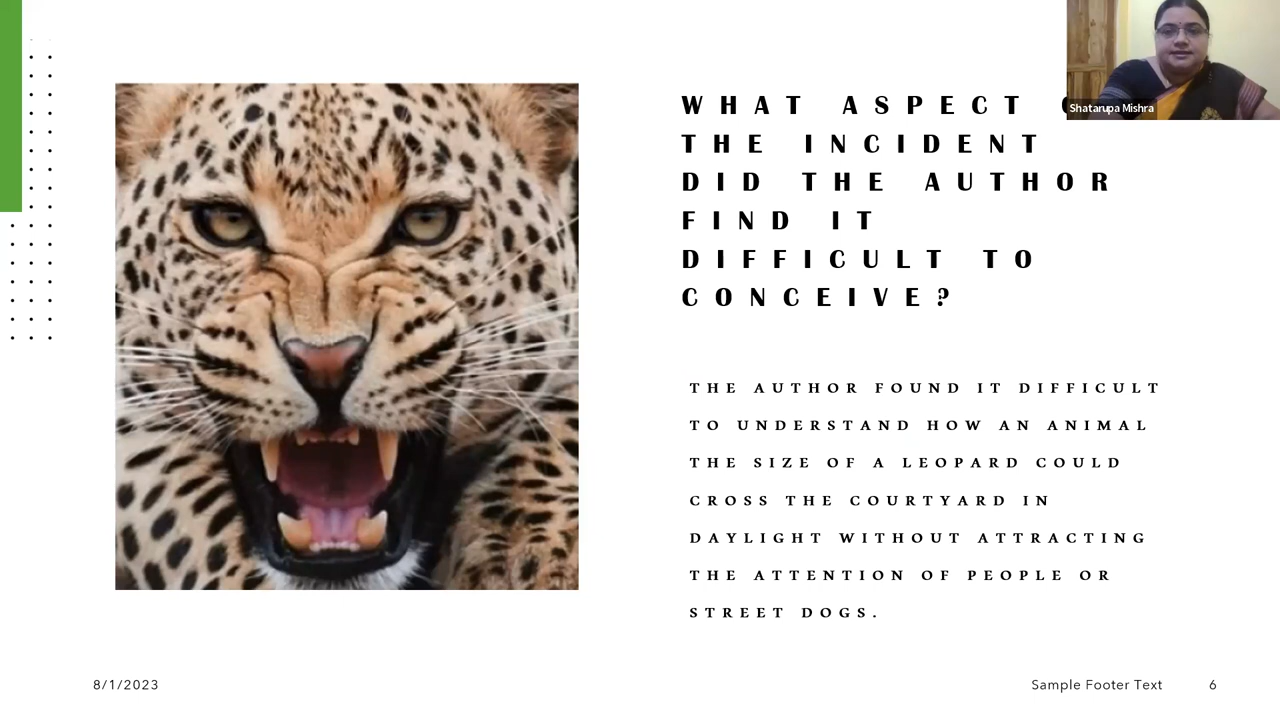 WHAT ASPECT
THE INCIDENT
DID THE AUTHOR
FIND IT
DIFFICULT TO
CONCEIVE?
THE AUTHOR FOUND IT DIFFICULT
TO UNDERSTAND HOW AN ANIMAL
THE SIZE OF A LEOPARD COULD
CROSS THE COURTYARD IN
DAYLIGHT WITHOUT ATTRACTING
THE ATTENTION OF PEOPLE OR
STREET DOGS.
Shatarupa Mishra
8/1/2023
Sample Footer Text
6